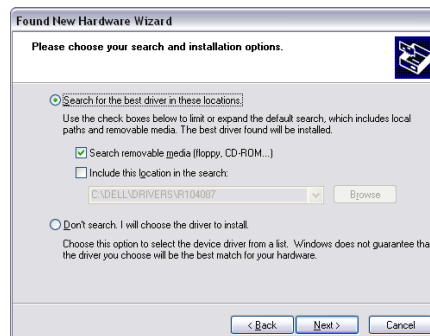 Found New Hardware Wizard
Please choose your search and installation options.
Search for the best driver in these locations.
Use the check boxes below to limit or expand the default search, which includes local
paths and removable media. The best driver found will be installed.
Search removable media (floppy, CD-ROM...)
Include this location in the search:
C:\DELL\DRIVERS\R104087
Browse
Don't search. I will choose the driver to install.
Choose this option to select the device driver from a list. Windows does not guarantee tha
the driver you choose will be the best match for your hardware.
< Back
Next >
Cancel